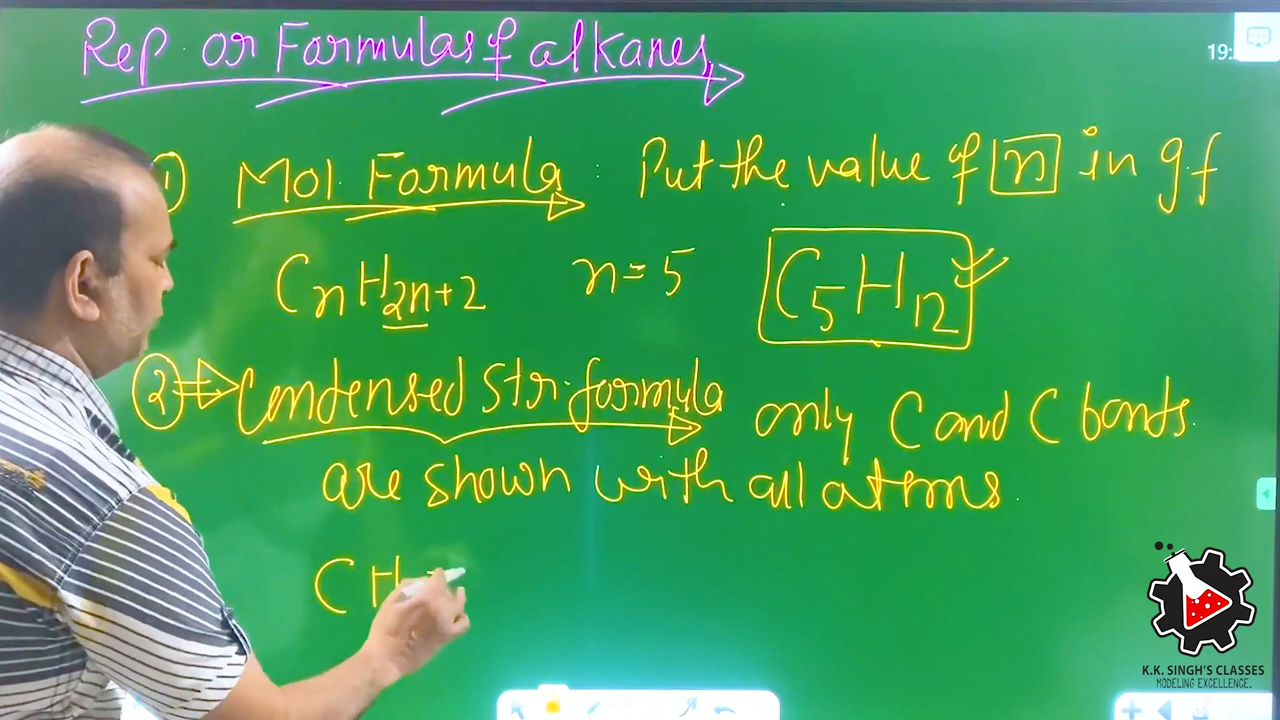 Rep or Formulas of alkanes
19:
① Mol. Formula : Put the value of n in g.f
CnH2n+2 n=5 C5H12
② Condensed Str. formula only C and C bonds
are shown with all atoms
CH
K.K. SINGH'S CLASSES
MODELING EXCELLENCE.